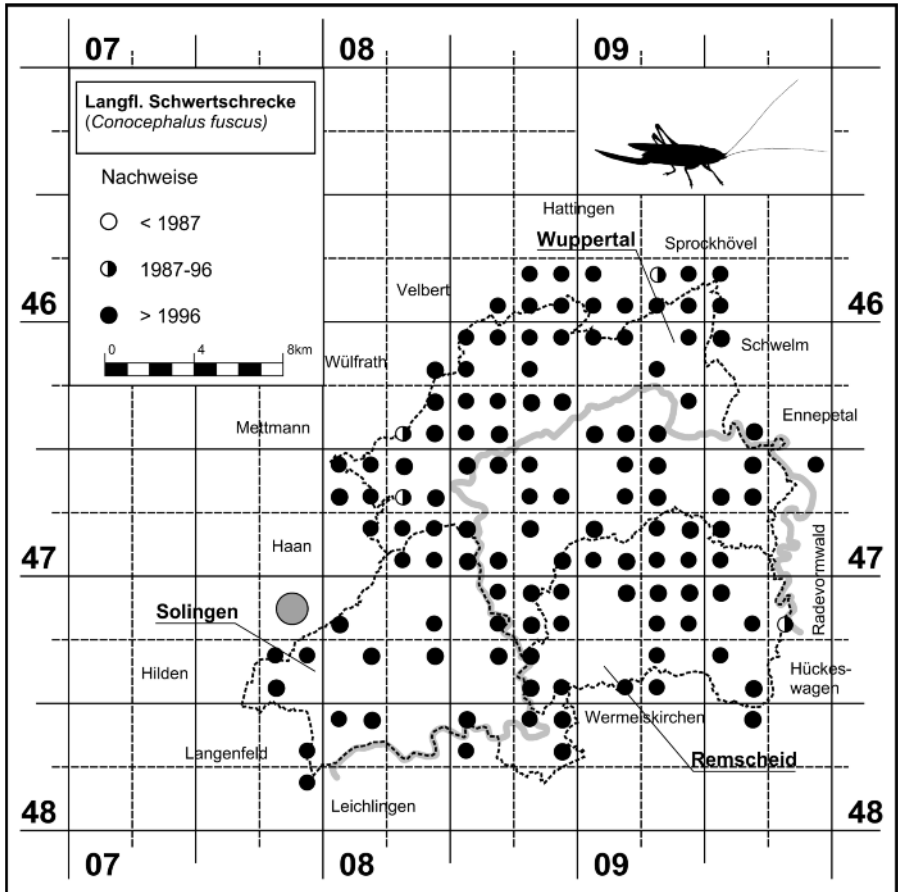 07 08 09
Langfl. Schwertschrecke
(Conocephalus fuscus)
Nachweise
< 1987
1987-96
> 1996
0 4 8km
Hattingen
Wuppertal
Sprockhövel
Velbert
46 46
Schwelm
Wülfrath
Ennepetal
Mettmann
Haan
47 47
Radevormwald
Solingen
Hilden
Hückes-
wagen
Wermelskirchen
Langenfeld
Remscheid
Leichlingen
48 48
07 08 09